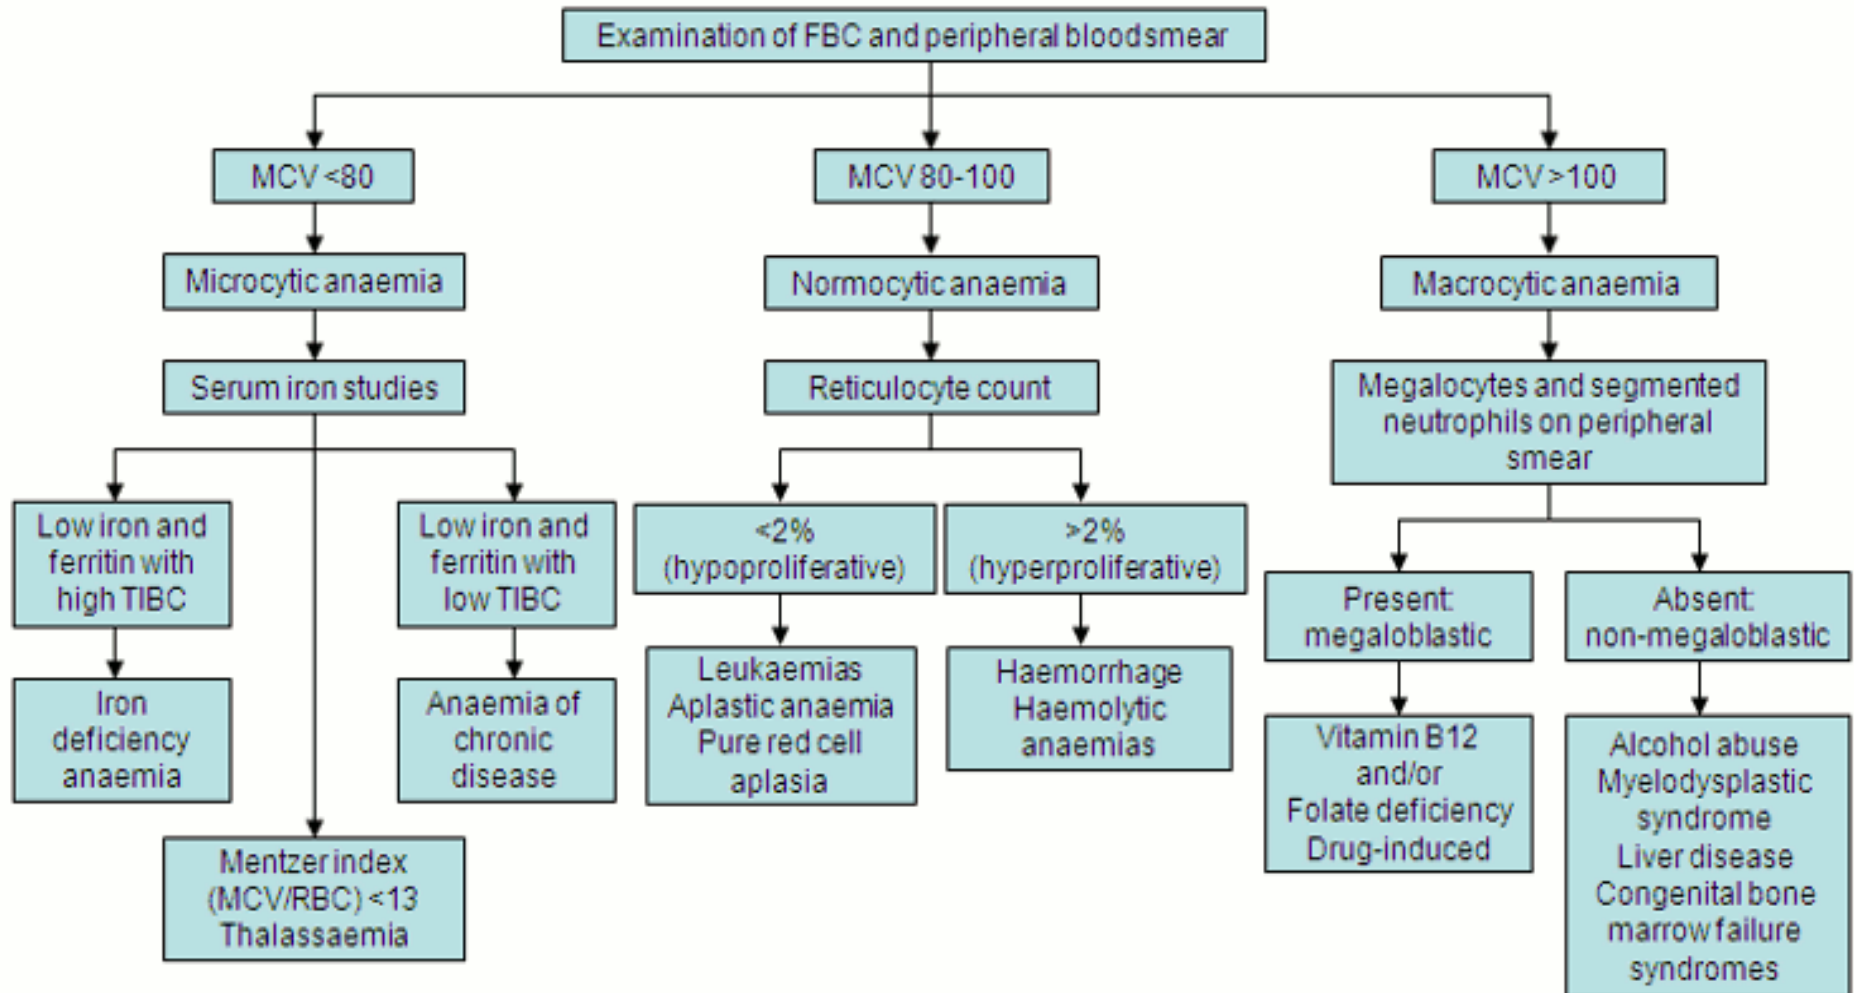 Examination of FBC and peripheral blood smear
MCV <80
MCV 80-100
MCV >100
Microcytic anaemia
Normocytic anaemia
Macrocytic anaemia
Serum iron studies
Reticulocyte count
Megalocytes and segmented
neutrophils on peripheral
smear
Low iron and
ferritin with
high TIBC
Low iron and
ferritin with
low TIBC
<2%
(hypoproliferative)
>2%
(hyperproliferative)
Present:
megaloblastic
Absent:
non-megaloblastic
Iron
deficiency
anaemia
Anaemia of
chronic
disease
Leukaemias
Aplastic anaemia
Pure red cell
aplasia
Haemorrhage
Haemolytic
anaemias
Vitamin B12
and/or
Folate deficiency
Drug-induced
Alcohol abuse
Myelodysplastic
syndrome
Liver disease
Congenital bone
marrow failure
syndromes
Mentzer index
(MCV/RBC) <13
Thalassaemia